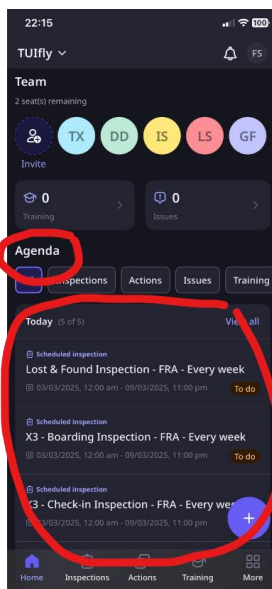 22:15
100
TUIfly
FS
Team
2 seat(s) remaining
TX
DD
IS
LS
GF
Invite
0
Training
0
Issues
Agenda
Inspections
Actions
Issues
Training
Today (5 of 5)
View all
Scheduled inspection
Lost & Found Inspection - FRA - Every week
03/03/2025, 12:00 am - 09/03/2025, 11:00 pm
To do
Scheduled inspection
X3 - Boarding Inspection - FRA - Every week
03/03/2025, 12:00 am - 09/03/2025, 11:00 pm
To do
Scheduled inspection
X3 - Check-in Inspection - FRA - Every week
03/03/2025, 12:00 am - 09/03/2025, 11:00 pm
Home
Inspections
Actions
Training
More